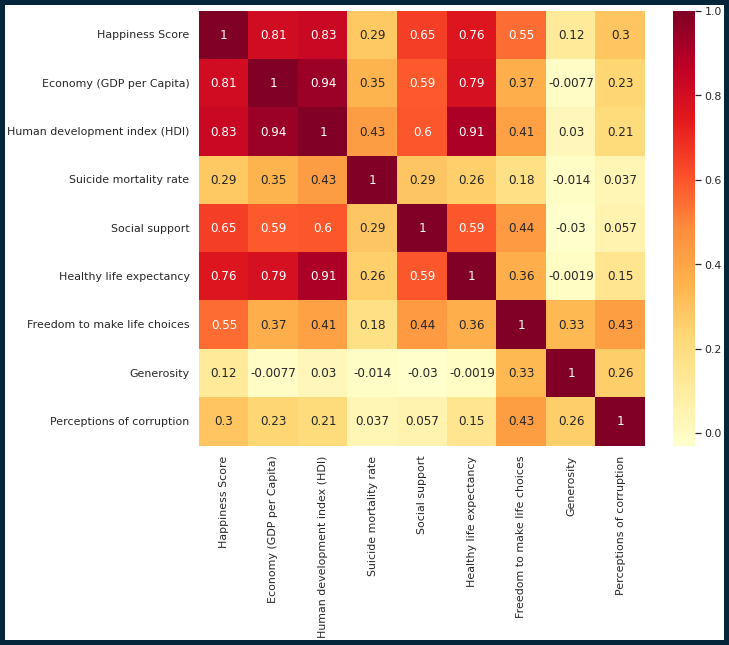 Happiness Score 1 0.81 0.83 0.29 0.65 0.76 0.55 0.12 0.3
Economy (GDP per Capita) 0.81 1 0.94 0.35 0.59 0.79 0.37 -0.0077 0.23
Human development index (HDI) 0.83 0.94 1 0.43 0.6 0.91 0.41 0.03 0.21
Suicide mortality rate 0.29 0.35 0.43 1 0.29 0.26 0.18 -0.014 0.037
Social support 0.65 0.59 0.6 0.29 1 0.59 0.44 -0.03 0.057
Healthy life expectancy 0.76 0.79 0.91 0.26 0.59 1 0.36 -0.0019 0.15
Freedom to make life choices 0.55 0.37 0.41 0.18 0.44 0.36 1 0.33 0.43
Generosity 0.12 -0.0077 0.03 -0.014 -0.03 -0.0019 0.33 1 0.26
Perceptions of corruption 0.3 0.23 0.21 0.037 0.057 0.15 0.43 0.26 1
Happiness Score
Economy (GDP per Capita)
Human development index (HDI)
Suicide mortality rate
Social support
Healthy life expectancy
Freedom to make life choices
Generosity
Perceptions of corruption
1.0
0.8
0.6
0.4
0.2
0.0